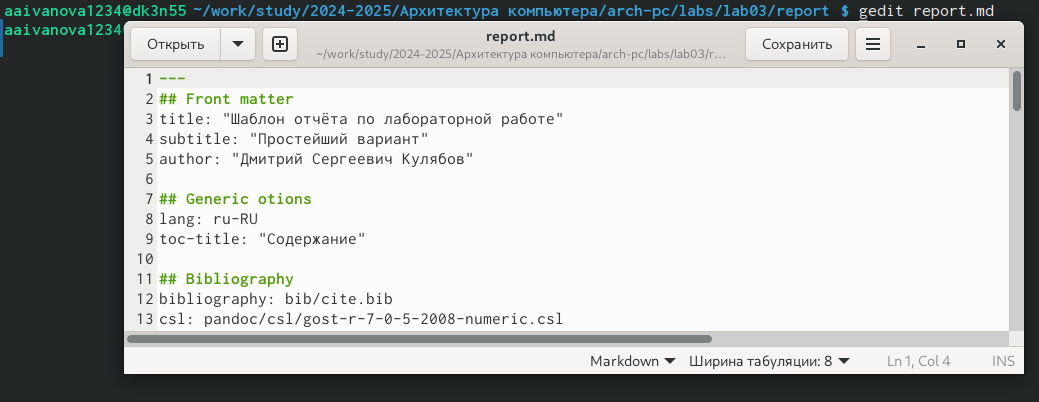 aaivanova1234@dk3n55 ~/work/study/2024-2025/Архитектура компьютера/arch-pc/labs/lab03/report $ gedit report.md
aaivanova1234
Открыть
report.md
~/work/study/2024-2025/Архитектура компьютера/arch-pc/labs/lab03/r…
Сохранить
1 ---
2 ## Front matter
3 title: "Шаблон отчёта по лабораторной работе"
4 subtitle: "Простейший вариант"
5 author: "Дмитрий Сергеевич Кулябов"
6
7 ## Generic otions
8 lang: ru-RU
9 toc-title: "Содержание"
10
11 ## Bibliography
12 bibliography: bib/cite.bib
13 csl: pandoc/csl/gost-r-7-0-5-2008-numeric.csl
Markdown Ширина табуляции: 8 Ln 1, Col 4 INS